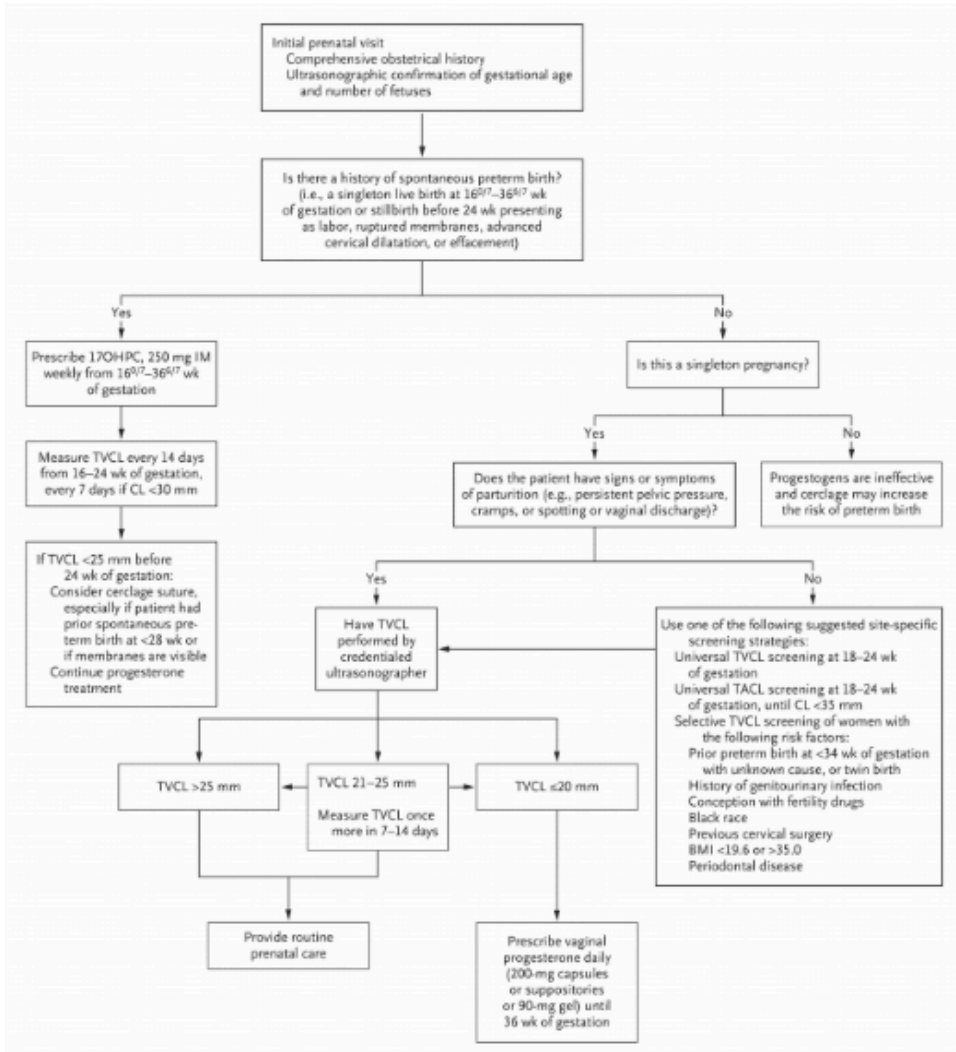 Initial prenatal visit
Comprehensive obstetrical history
Ultrasonographic confirmation of gestational age
and number of fetuses
Is there a history of spontaneous preterm birth?
(i.e., a singleton live birth at 16⁰/⁷–36⁶/⁷ wk
of gestation or stillbirth before 24 wk presenting
as labor, ruptured membranes, advanced
cervical dilatation, or effacement)
Yes
No
Prescribe 17OHPC, 250 mg IM
weekly from 16⁰/⁷–36⁶/⁷ wk
of gestation
Is this a singleton pregnancy?
Measure TVCL every 14 days
from 16–24 wk of gestation,
every 7 days if CL <30 mm
Yes
No
Does the patient have signs or symptoms
of parturition (e.g., persistent pelvic pressure,
cramps, or spotting or vaginal discharge)?
Progestogens are ineffective
and cerclage may increase
the risk of preterm birth
If TVCL <25 mm before
24 wk of gestation:
Consider cerclage suture,
especially if patient had
prior spontaneous pre-
term birth at <28 wk or
if membranes are visible
Continue progesterone
treatment
Yes
No
Have TVCL
performed by
credentialed
ultrasonographer
Use one of the following suggested site-specific
screening strategies:
Universal TVCL screening at 18–24 wk
of gestation
Universal TACL screening at 18–24 wk
of gestation, until CL <35 mm
Selective TVCL screening of women with
the following risk factors:
Prior preterm birth at <34 wk of gestation
with unknown cause, or twin birth
History of genitourinary infection
Conception with fertility drugs
Black race
Previous cervical surgery
BMI <19.6 or >35.0
Periodontal disease
TVCL >25 mm
TVCL 21–25 mm
Measure TVCL once
more in 7–14 days
TVCL ≤20 mm
Provide routine
prenatal care
Prescribe vaginal
progesterone daily
(200-mg capsules
or suppositories
or 90-mg gel) until
36 wk of gestation